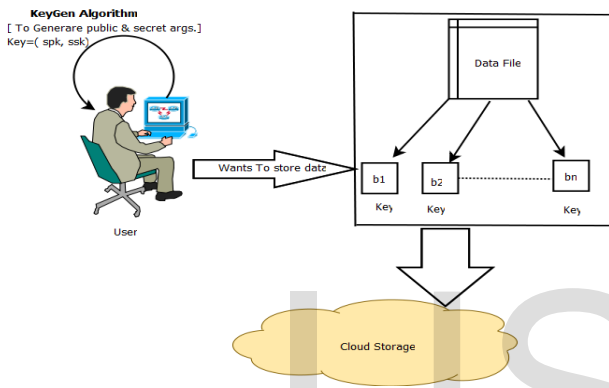 KeyGen Algorithm
[ To Generare public & secret args.]
Key=( spk, ssk)
Data File
Wants To store data
b1
b2
bn
Key
Key
Key
User
Cloud Storage
IJS